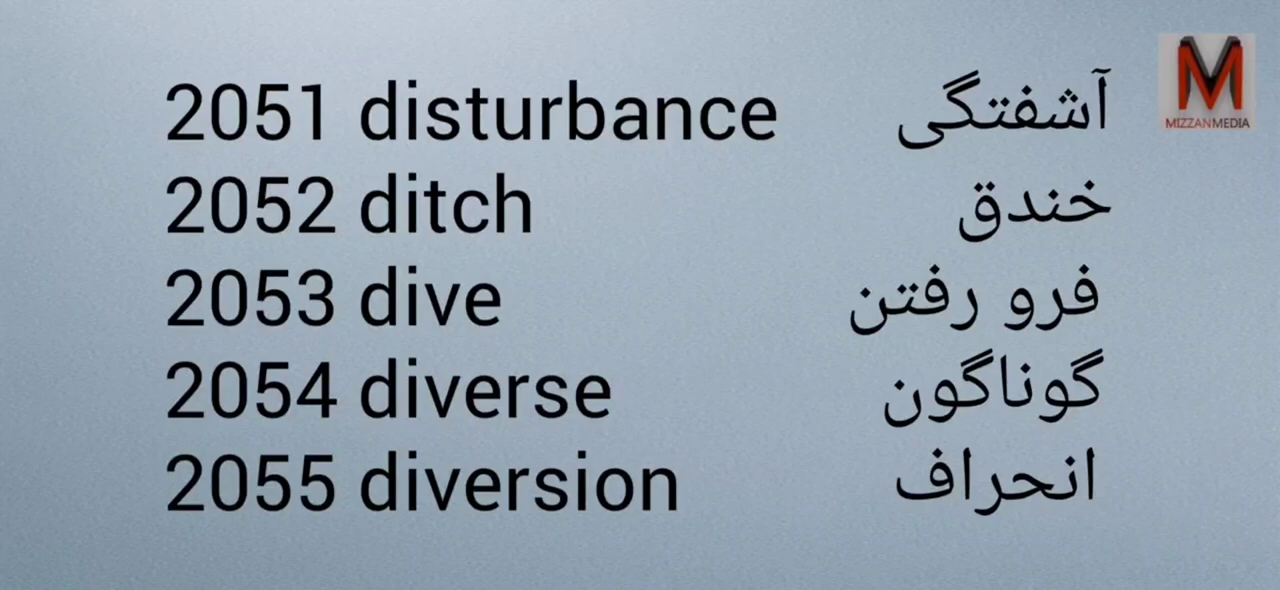 2051 disturbance آشفتگی
2052 ditch خندق
2053 dive فرو رفتن
2054 diverse گوناگون
2055 diversion انحراف
MIZZANMEDIA